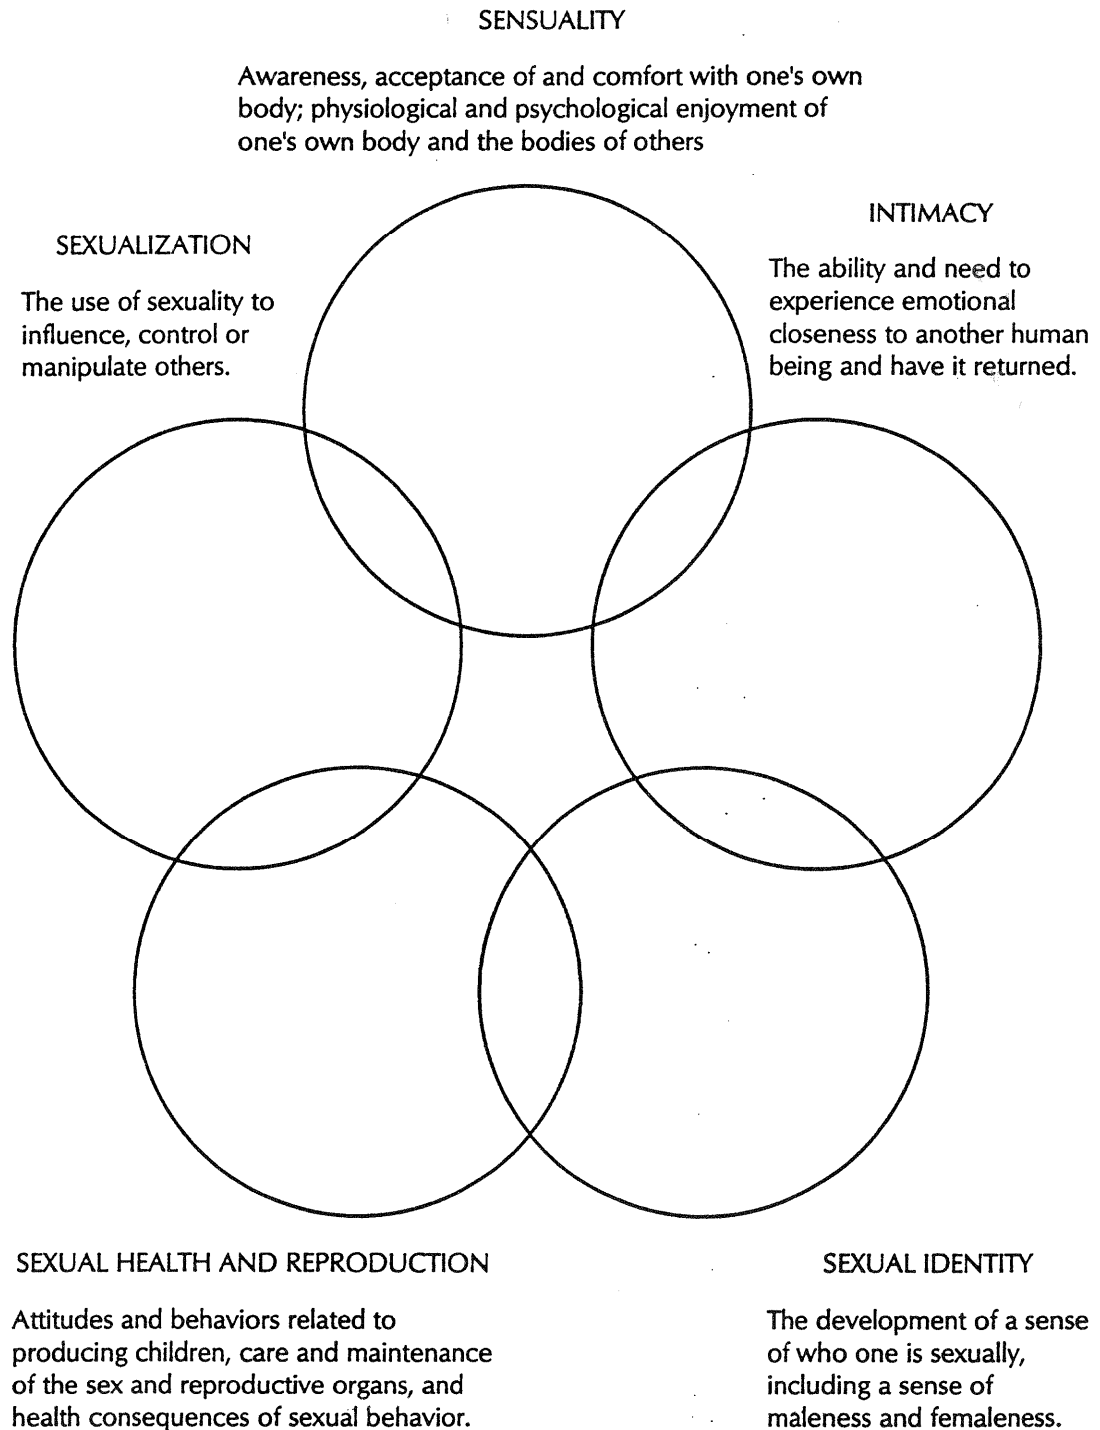 SENSUALITY
Awareness, acceptance of and comfort with one's own
body; physiological and psychological enjoyment of
one's own body and the bodies of others
INTIMACY
The ability and need to
experience emotional
closeness to another human
being and have it returned.
SEXUALIZATION
The use of sexuality to
influence, control or
manipulate others.
SEXUAL HEALTH AND REPRODUCTION
Attitudes and behaviors related to
producing children, care and maintenance
of the sex and reproductive organs, and
health consequences of sexual behavior.
SEXUAL IDENTITY
The development of a sense
of who one is sexually,
including a sense of
maleness and femaleness.